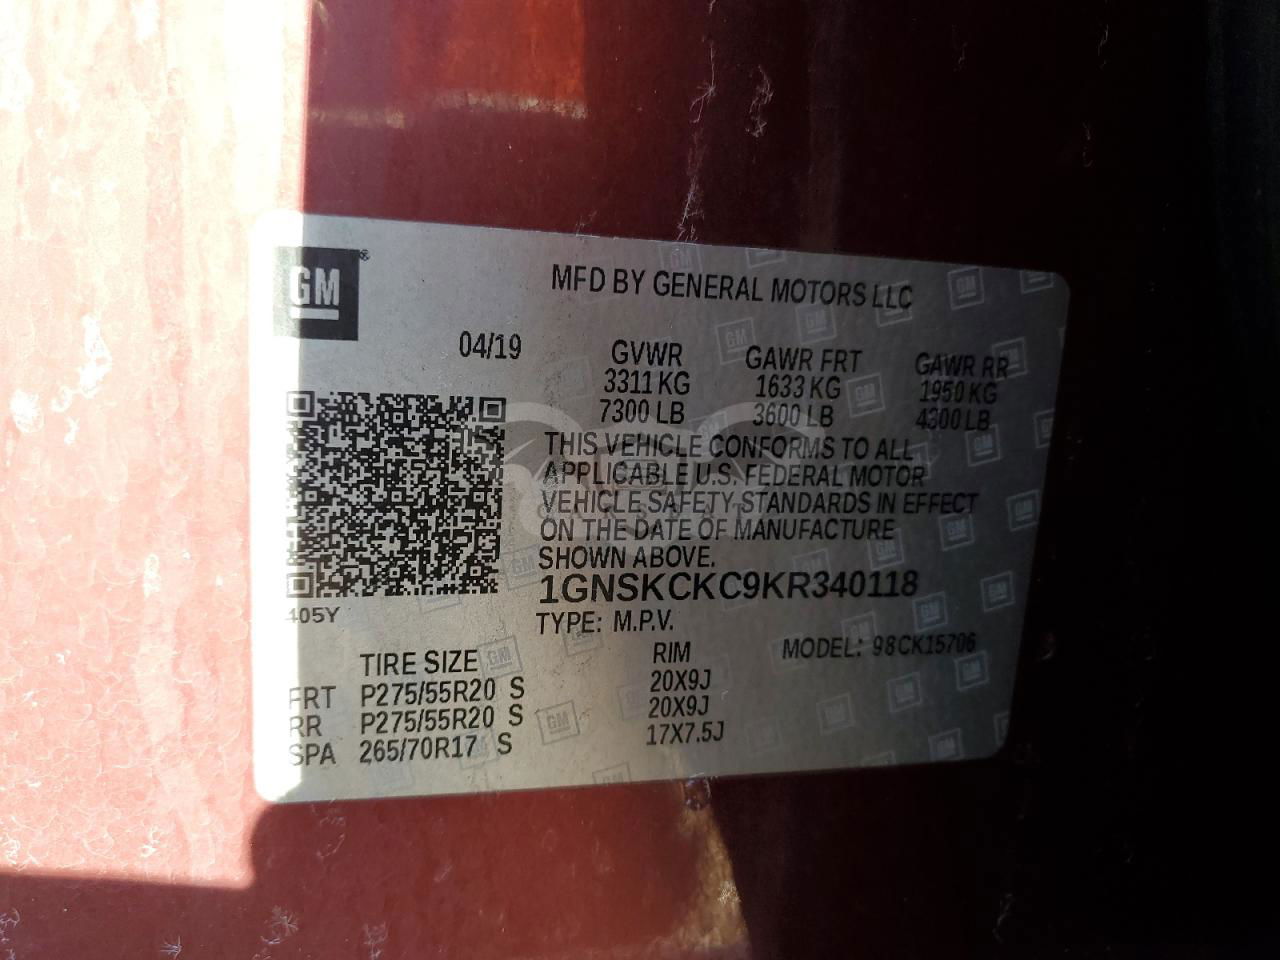 GM
MFD BY GENERAL MOTORS LLC
04/19
GVWR GAWR FRT GAWR RR
3311 KG 1633 KG 1950 KG
7300 LB 3600 LB 4300 LB
THIS VEHICLE CONFORMS TO ALL
APPLICABLE U.S. FEDERAL MOTOR
VEHICLE SAFETY STANDARDS IN EFFECT
ON THE DATE OF MANUFACTURE
SHOWN ABOVE.
1GNSKCKC9KR340118
405Y
TYPE: M.P.V.
MODEL: 98CK15706
TIRE SIZE RIM
FRT P275/55R20 S 20X9J
RR P275/55R20 S 20X9J
SPA 265/70R17 S 17X7.5J